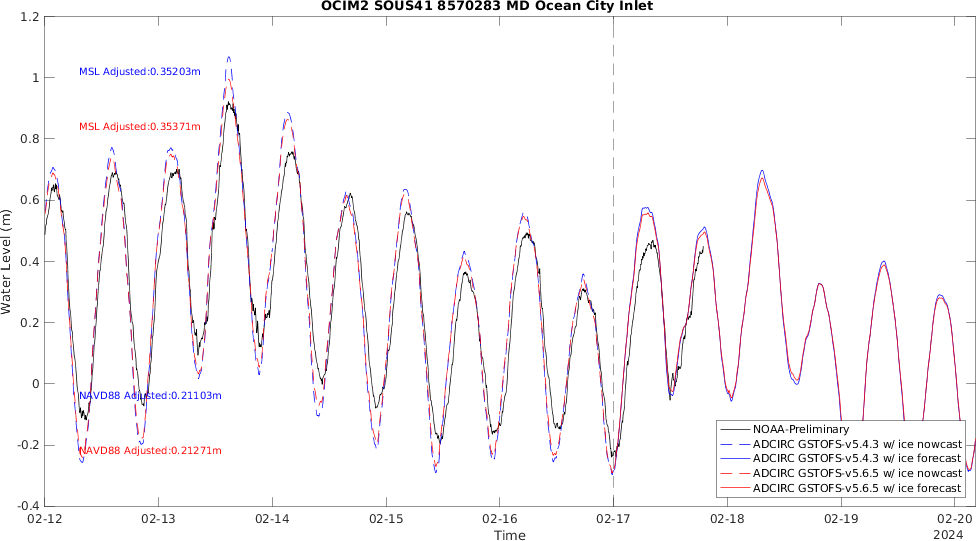 OCIM2 SOUS41 8570283 MD Ocean City Inlet
1.2
1
0.8
0.6
0.4
0.2
0
-0.2
-0.4
Water Level (m)
MSL Adjusted:0.35203m
MSL Adjusted:0.35371m
NAVD88 Adjusted:0.21103m
NAVD88 Adjusted:0.21271m
NOAA-Preliminary
ADCIRC GSTOFS-v5.4.3 w/ ice nowcast
ADCIRC GSTOFS-v5.4.3 w/ ice forecast
ADCIRC GSTOFS-v5.6.5 w/ ice nowcast
ADCIRC GSTOFS-v5.6.5 w/ ice forecast
02-12 02-13 02-14 02-15 02-16 02-17 02-18 02-19 02-20
Time
2024